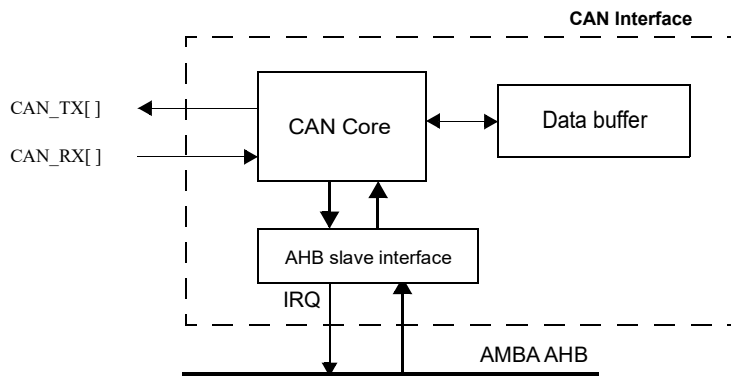 CAN Interface
CAN_TX[ ]
CAN Core
Data buffer
CAN_RX[ ]
AHB slave interface
IRQ
AMBA AHB